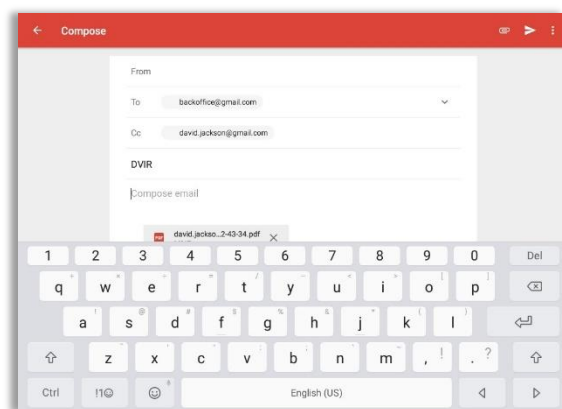 Compose
From
To backoffice@gmail.com
Cc david.jackson@gmail.com
DVIR
Compose email
PDF david.jackso...2-43-34.pdf
1 2 3 4 5 6 7 8 9 0 Del
q w e r t y u i o p
a s d f g h j k l
z x c v b n m , ! . ?
Ctrl !1☺ English (US)